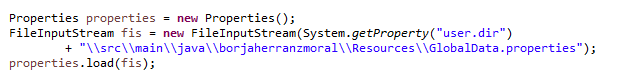 Properties properties = new Properties();
FileInputStream fis = new FileInputStream(System.getProperty("user.dir")
+ "\\src\\main\\java\\borjaherranzmoral\\Resources\\GlobalData.properties");
properties.load(fis);